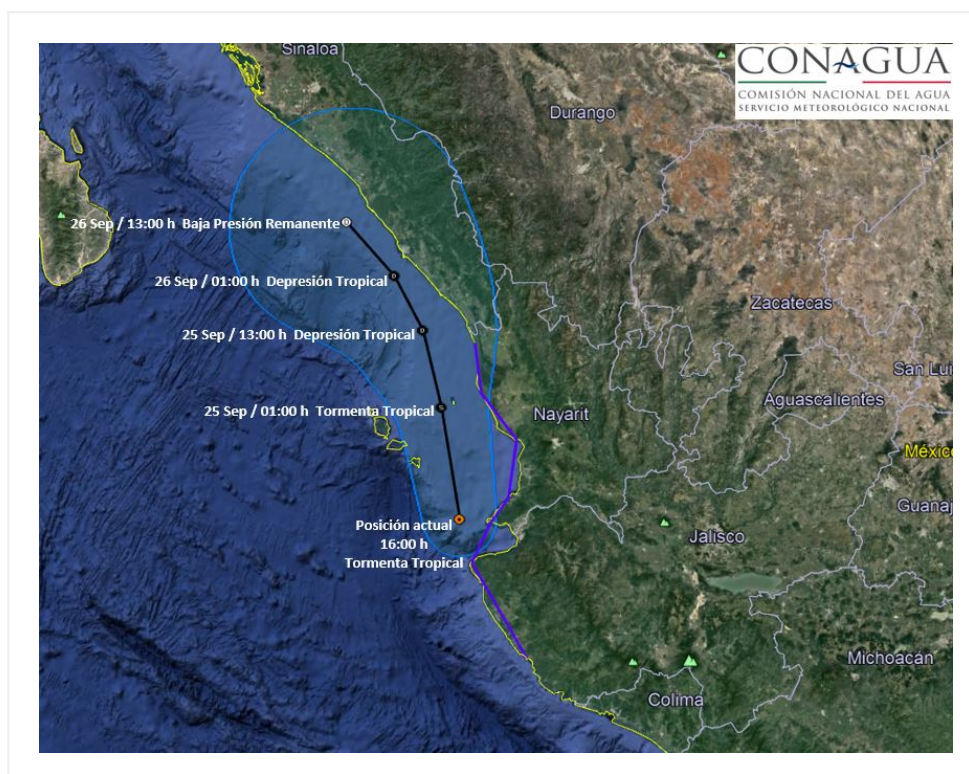 Sinaloa
CONAGUA
COMISIÓN NACIONAL DEL AGUA
SERVICIO METEOROLÓGICO NACIONAL
Durango
26 Sep / 13:00 h Baja Presión Remanente
26 Sep / 01:00 h Depresión Tropical
Zacatecas
25 Sep / 13:00 h Depresión Tropical
San Lui
Aguascalientes
25 Sep / 01:00 h Tormenta Tropical
Nayarit
México
Guanaj
Posición actual
16:00 h
Tormenta Tropical
Jalisco
Michoacán
Colima